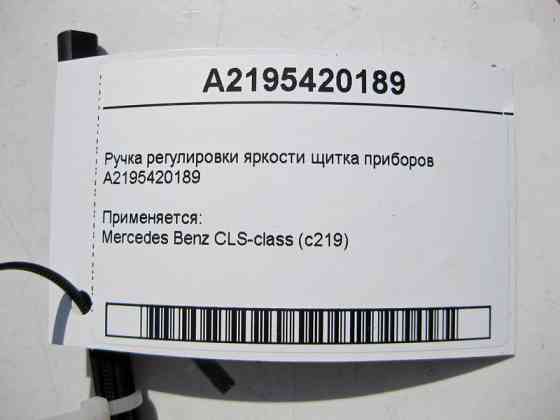 A2195420189
Ручка регулировки яркости щитка приборов
A2195420189
Применяется:
Mercedes Benz CLS-class (c219)